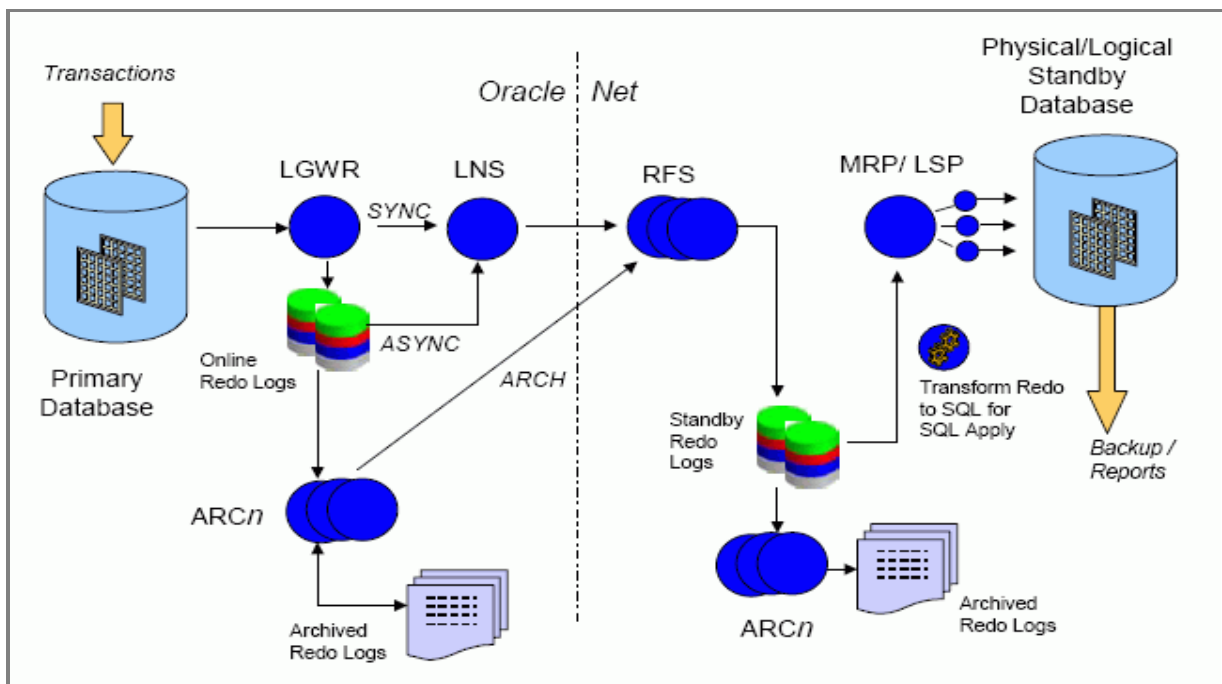 Transactions
Oracle Net
Physical/Logical
Standby
Database
LGWR
LNS
RFS
MRP/ LSP
SYNC
ASYNC
Online
Redo Logs
Primary
Database
ARCH
Transform Redo
to SQL for
SQL Apply
Standby
Redo
Logs
Backup /
Reports
ARCn
Archived
Redo Logs
ARCn
Archived
Redo Logs